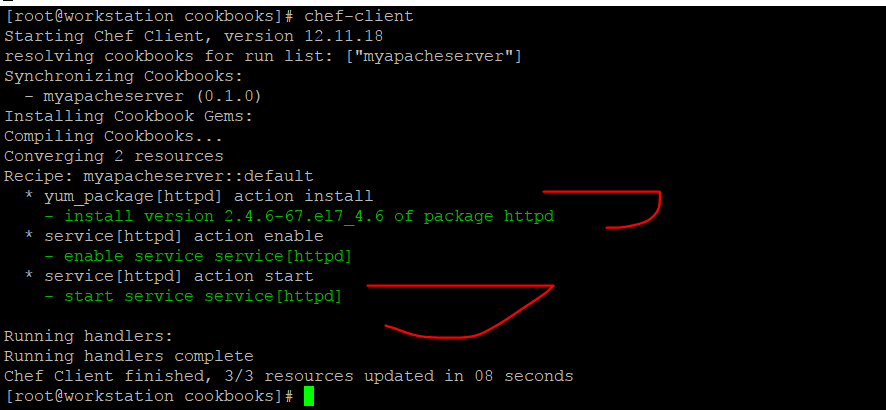 [root@workstation cookbooks]# chef-client
Starting Chef Client, version 12.11.18
resolving cookbooks for run list: ["myapacheserver"]
Synchronizing Cookbooks:
  - myapacheserver (0.1.0)
Installing Cookbook Gems:
Compiling Cookbooks...
Converging 2 resources
Recipe: myapacheserver::default
  * yum_package[httpd] action install
    - install version 2.4.6-67.el7_4.6 of package httpd
  * service[httpd] action enable
    - enable service service[httpd]
  * service[httpd] action start
    - start service service[httpd]
Running handlers:
Running handlers complete
Chef Client finished, 3/3 resources updated in 08 seconds
[root@workstation cookbooks]#